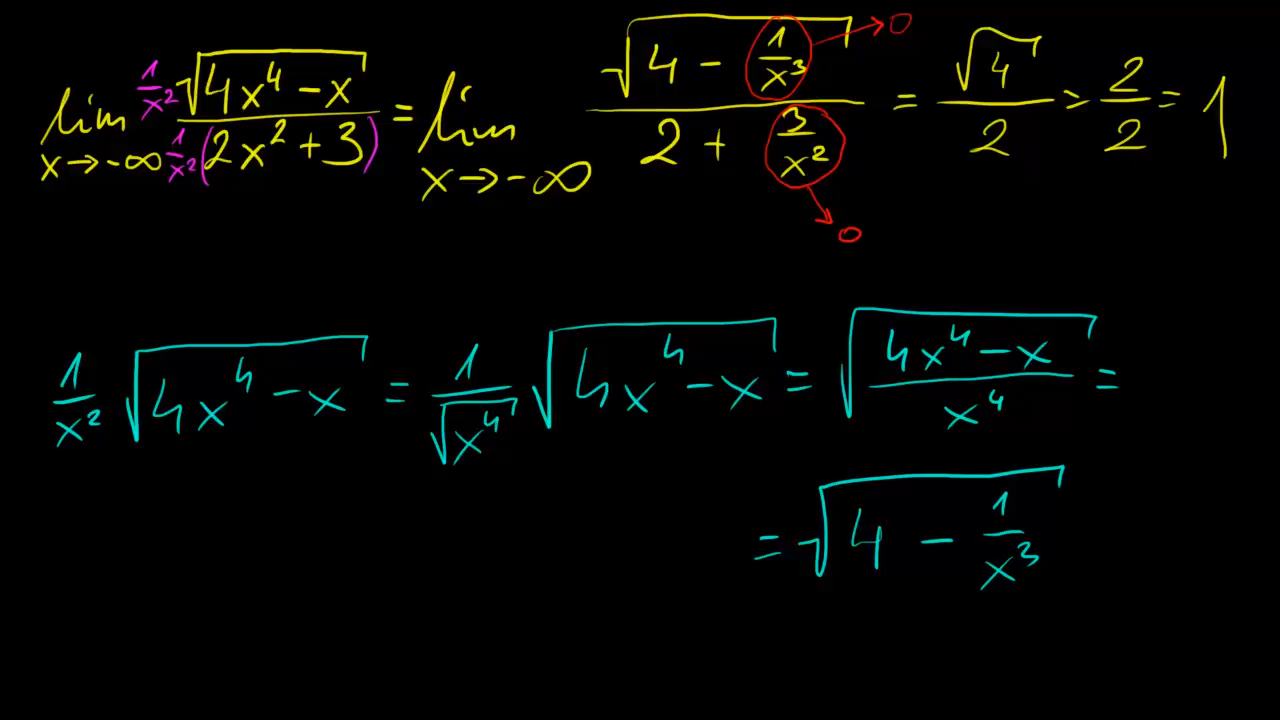 lim x→-∞ 1/x² √(4x⁴ - x) / 1/x² (2x² + 3) = lim x→-∞ √(4 - 1/x³) / (2 + 3/x²) = √4 / 2 = 2/2 = 1
→ 0
→ 0
1/x² √(4x⁴ - x) = 1/√(x⁴) √(4x⁴ - x) = √((4x⁴ - x)/x⁴) =
= √(4 - 1/x³)